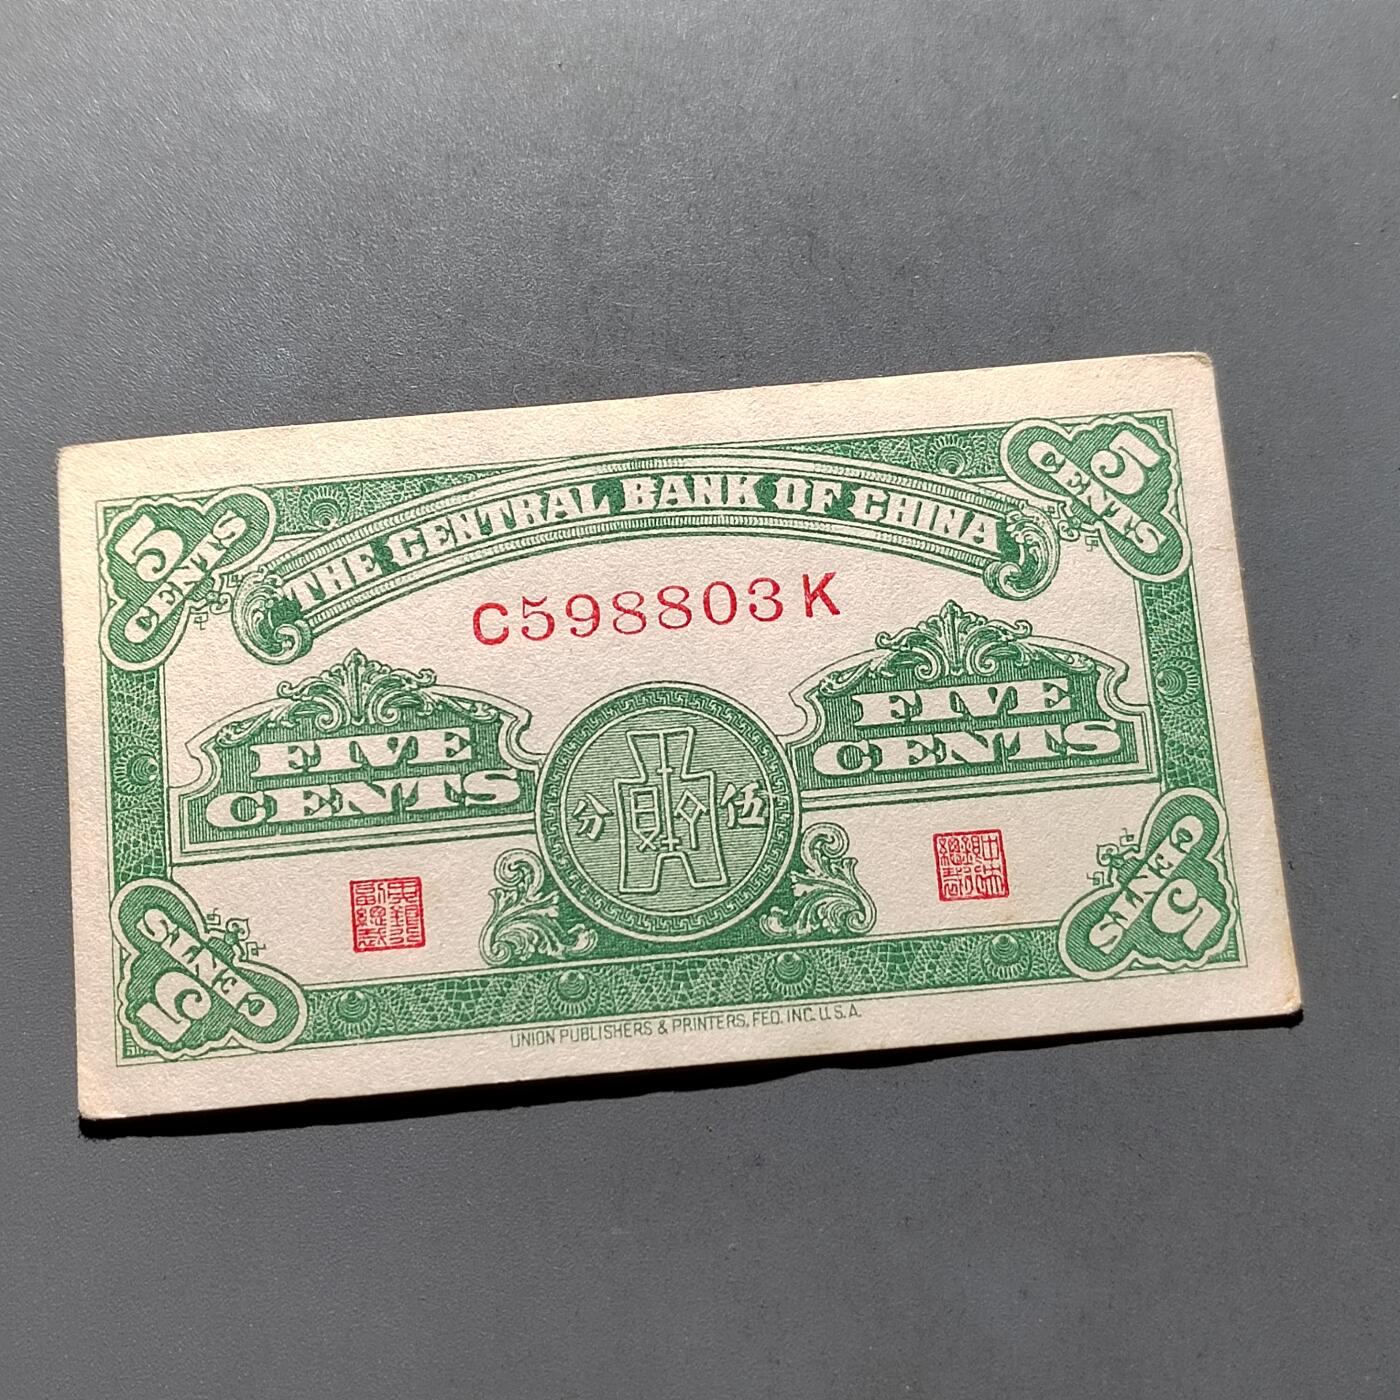 5 CENTS
5 CENTS
THE CENTRAL BANK OF CHINA
C598803K
FIVE CENTS
FIVE CENTS
分 伍
5 CENTS
5 CENTS
UNION PUBLISHERS & PRINTERS, FED. INC. U.S.A.